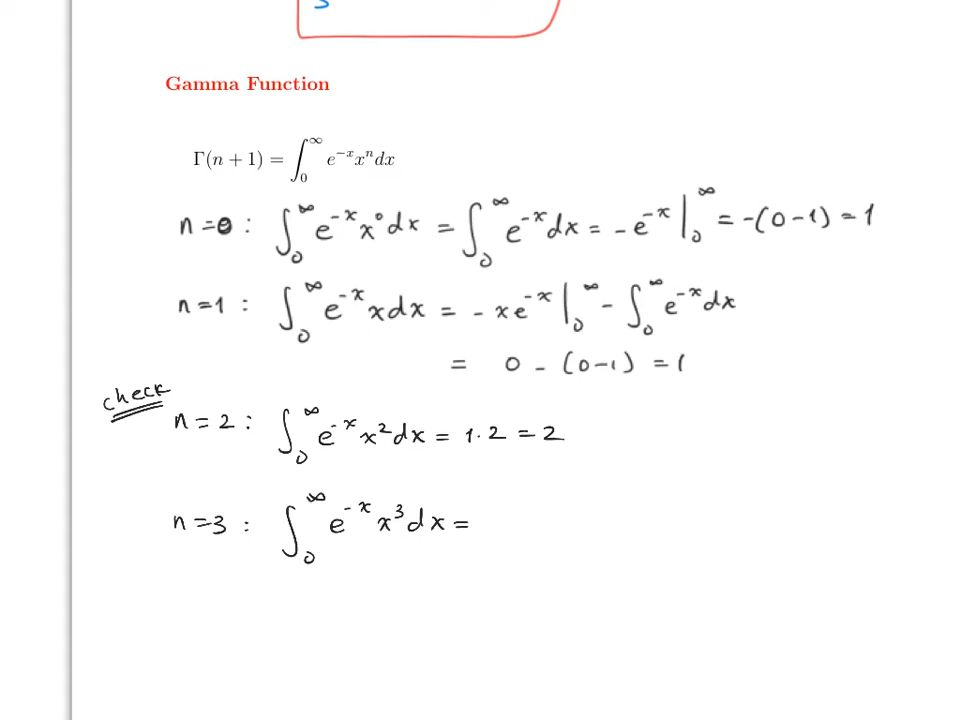 Gamma Function
Γ(n + 1) = ∫₀^∞ e⁻ˣxⁿdx
n = 0 : ∫₀^∞ e⁻ˣ x⁰ dx = ∫₀^∞ e⁻ˣ dx = - e⁻ˣ |₀^∞ = -(0-1) = 1
n = 1 : ∫₀^∞ e⁻ˣ x dx = - x e⁻ˣ |₀^∞ - ∫₀^∞ e⁻ˣ dx
= 0 - (0-1) = 1
check
n = 2 : ∫₀^∞ e⁻ˣ x² dx = 1·2 = 2
n = 3 : ∫₀^∞ e⁻ˣ x³ dx =